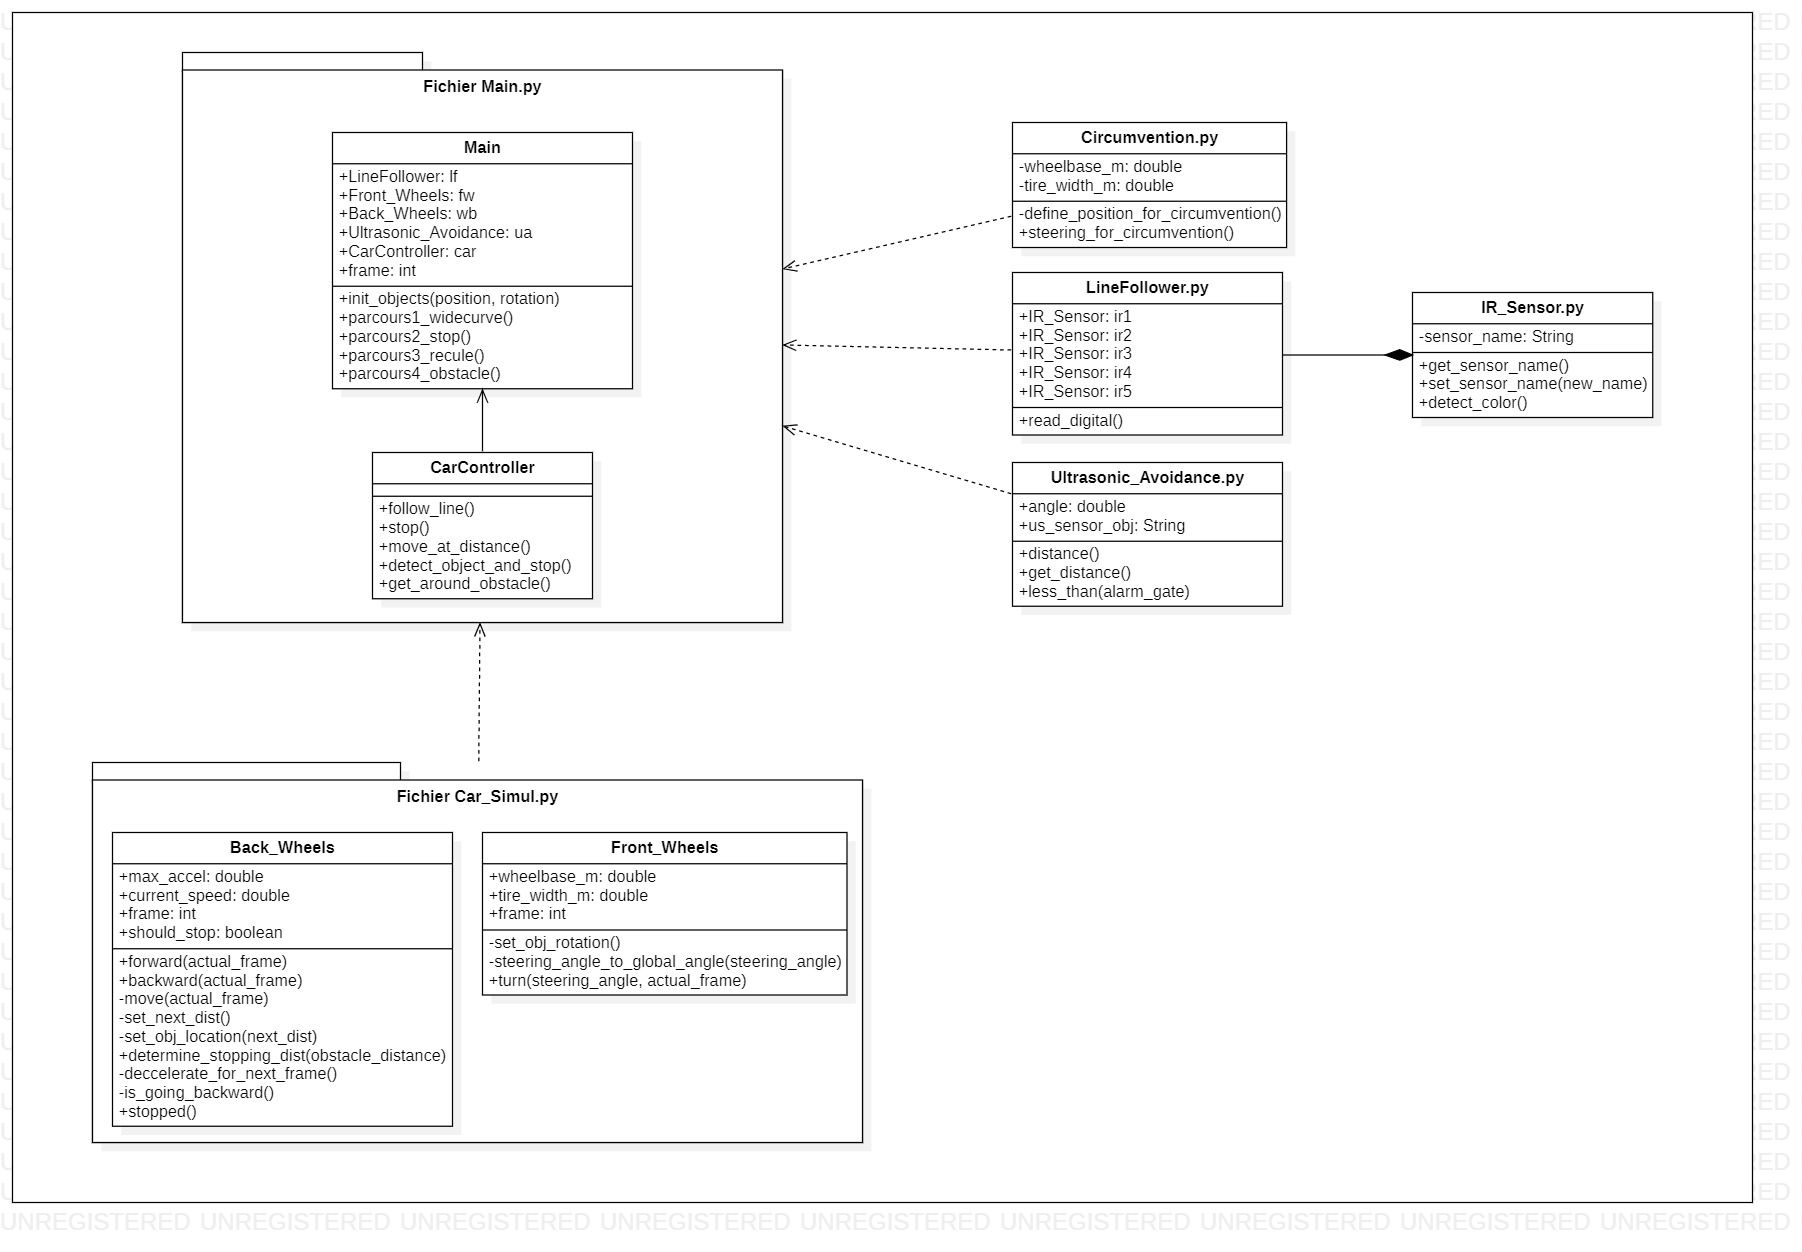 Fichier Main.py
Main
+LineFollower: lf
+Front_Wheels: fw
+Back_Wheels: wb
+Ultrasonic_Avoidance: ua
+CarController: car
+frame: int
+init_objects(position, rotation)
+parcours1_widecurve()
+parcours2_stop()
+parcours3_recule()
+parcours4_obstacle()
CarController
+follow_line()
+stop()
+move_at_distance()
+detect_object_and_stop()
+get_around_obstacle()
Circumvention.py
-wheelbase_m: double
-tire_width_m: double
-define_position_for_circumvention()
+steering_for_circumvention()
LineFollower.py
+IR_Sensor: ir1
+IR_Sensor: ir2
+IR_Sensor: ir3
+IR_Sensor: ir4
+IR_Sensor: ir5
+read_digital()
IR_Sensor.py
-sensor_name: String
+get_sensor_name()
+set_sensor_name(new_name)
+detect_color()
Ultrasonic_Avoidance.py
+angle: double
+us_sensor_obj: String
+distance()
+get_distance()
+less_than(alarm_gate)
Fichier Car_Simul.py
Back_Wheels
+max_accel: double
+current_speed: double
+frame: int
+should_stop: boolean
+forward(actual_frame)
+backward(actual_frame)
-move(actual_frame)
-set_next_dist()
-set_obj_location(next_dist)
+determine_stopping_dist(obstacle_distance)
-deccelerate_for_next_frame()
-is_going_backward()
+stopped()
Front_Wheels
+wheelbase_m: double
+tire_width_m: double
+frame: int
-set_obj_rotation()
-steering_angle_to_global_angle(steering_angle)
+turn(steering_angle, actual_frame)
UNREGISTERED UNREGISTERED UNREGISTERED UNREGISTERED UNREGISTERED UNREGISTERED UNREGISTERED UNREGISTERED UNREGISTERED